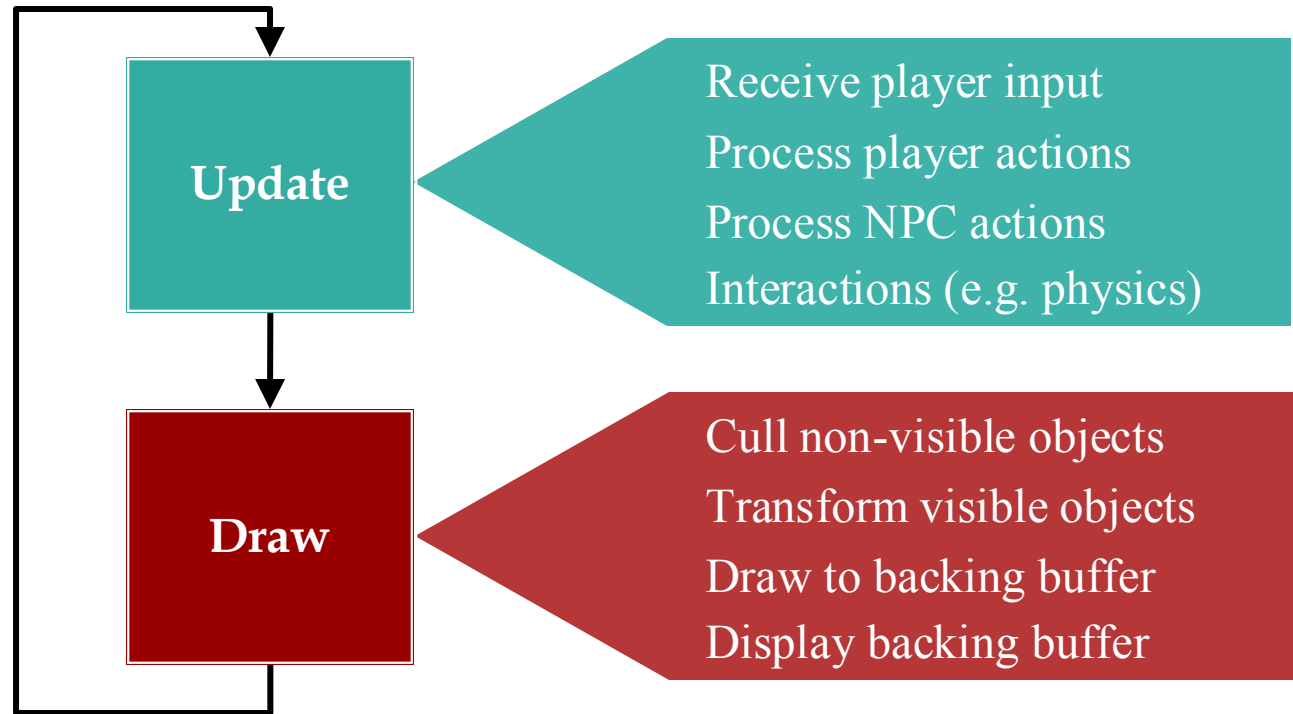 Update
Receive player input
Process player actions
Process NPC actions
Interactions (e.g. physics)
Draw
Cull non-visible objects
Transform visible objects
Draw to backing buffer
Display backing buffer